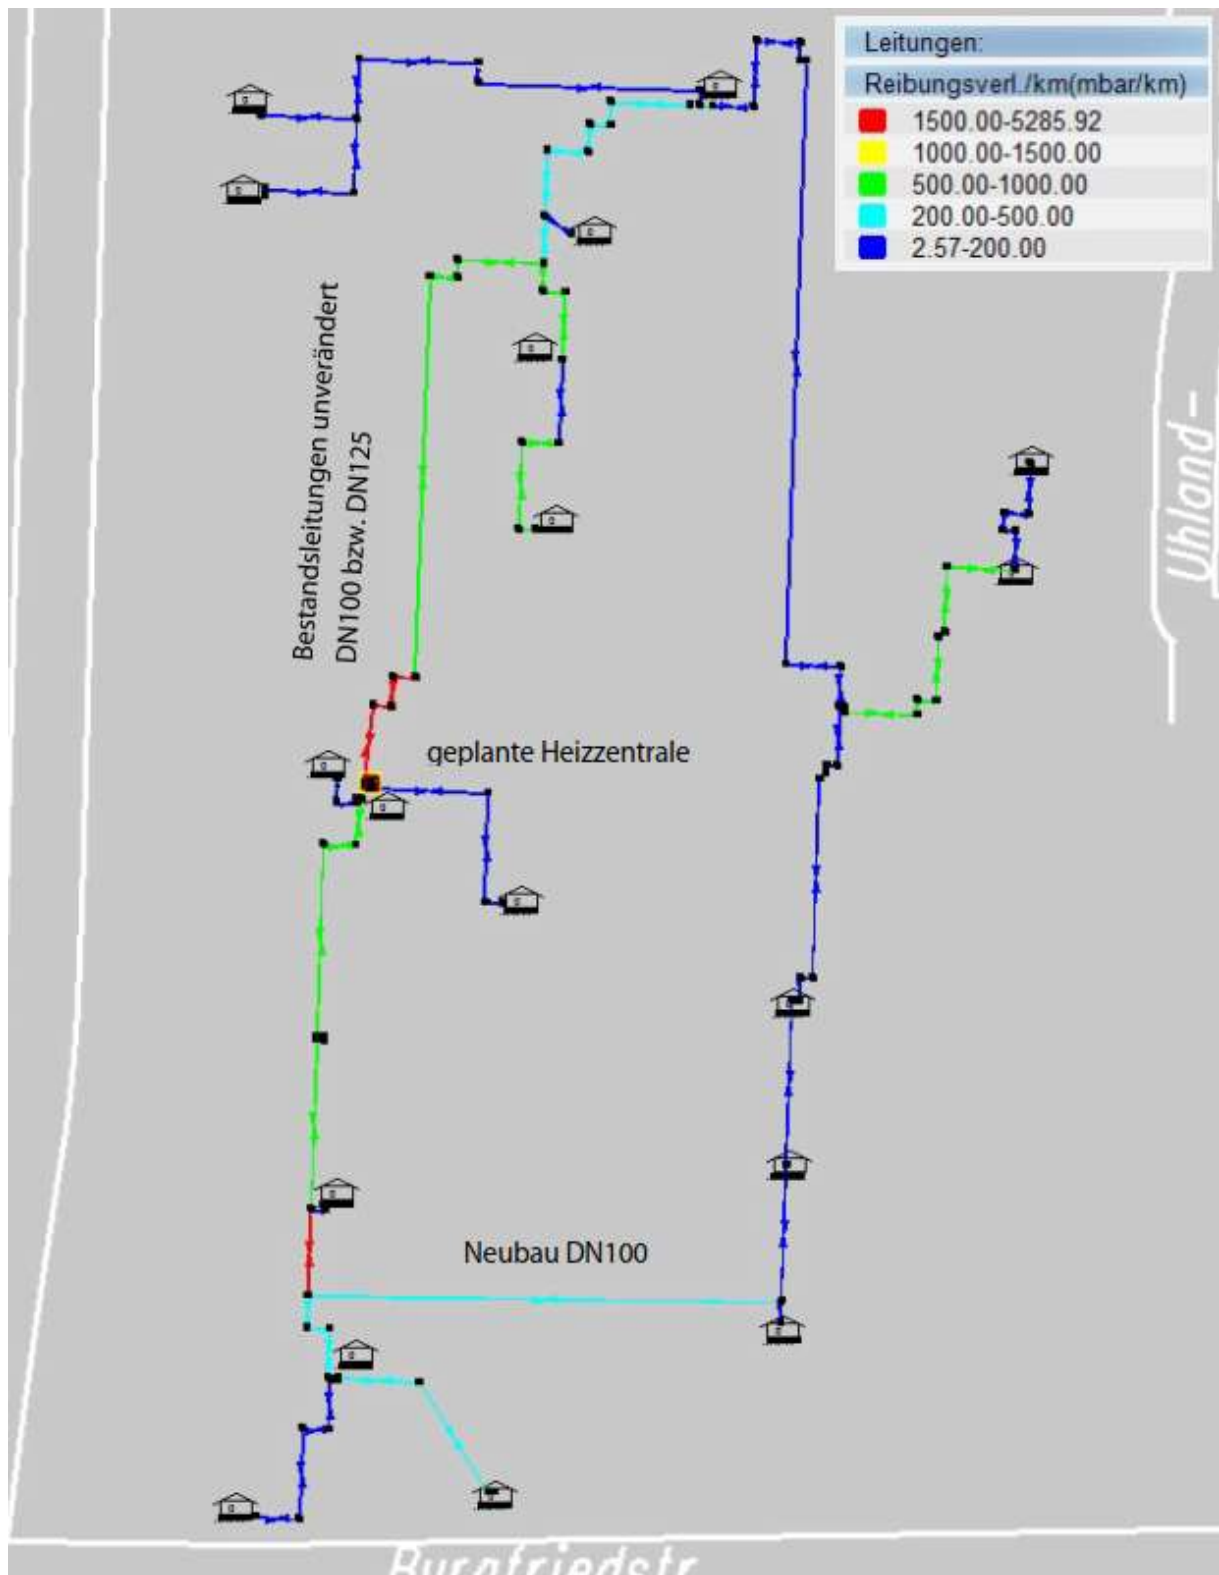 Leitungen:
Reibungsverl./km(mbar/km)
1500.00-5285.92
1000.00-1500.00
500.00-1000.00
200.00-500.00
2.57-200.00
Bestandsleitungen unverändert
DN100 bzw. DN125
Uhland-
geplante Heizzentrale
Neubau DN100
Burgfriedstr